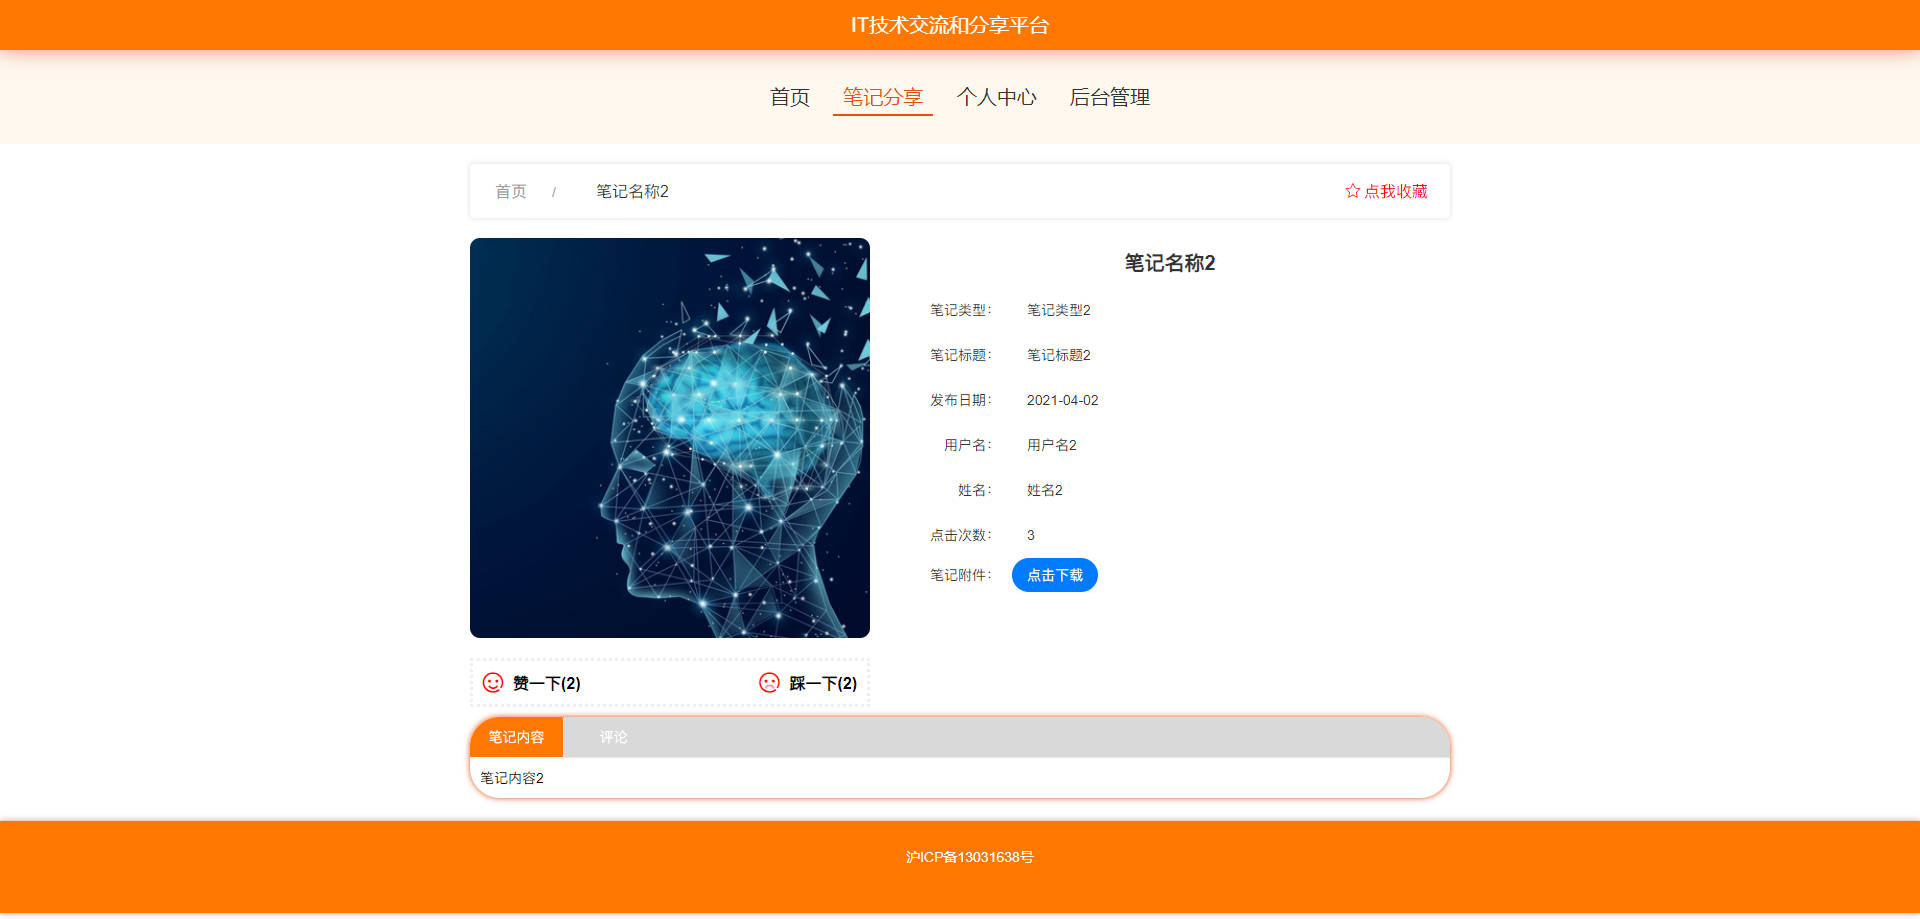 IT技术交流和分享平台
首页 笔记分享 个人中心 后台管理
首页 / 笔记名称2 点我收藏
笔记名称2
笔记类型： 笔记类型2
笔记标题： 笔记标题2
发布日期： 2021-04-02
用户名： 用户名2
姓名： 姓名2
点击次数： 3
笔记附件： 点击下载
赞一下(2) 踩一下(2)
笔记内容 评论
笔记内容2
沪ICP备13031638号